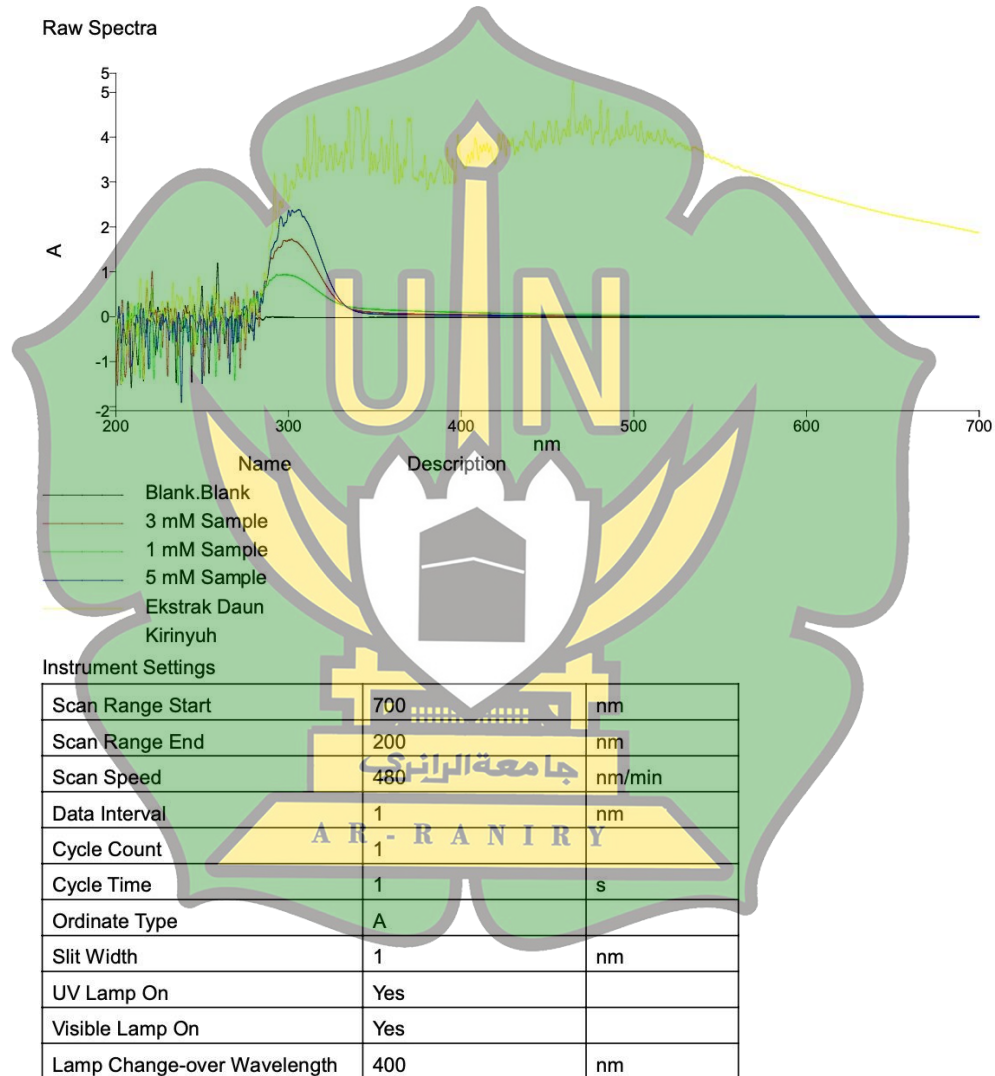 Raw Spectra
5
5
4
3
2
1
0
-1
-2
A
200 300 400 500 600 700
nm
Name Description
Blank.Blank
3 mM Sample
1 mM Sample
5 mM Sample
Ekstrak Daun
Kirinyuh
UIN
Instrument Settings
Scan Range Start 700 nm
Scan Range End 200 nm
Scan Speed 480 nm/min
جامعة الرانري
Data Interval 1 nm
AR-RANIRY
Cycle Count 1
Cycle Time 1 s
Ordinate Type A
Slit Width 1 nm
UV Lamp On Yes
Visible Lamp On Yes
Lamp Change-over Wavelength 400 nm